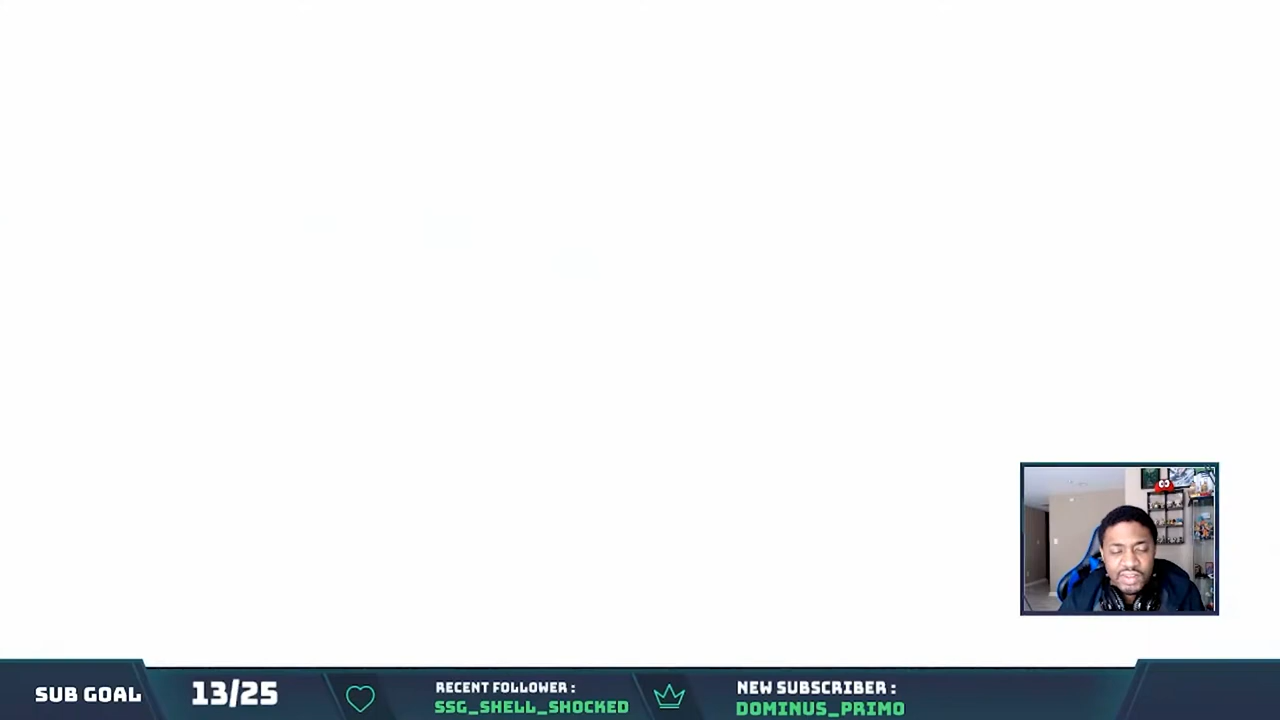 SUB GOAL
13/25
RECENT FOLLOWER :
SSG_SHELL_SHOCKED
NEW SUBSCRIBER :
DOMINUS_PRIMO